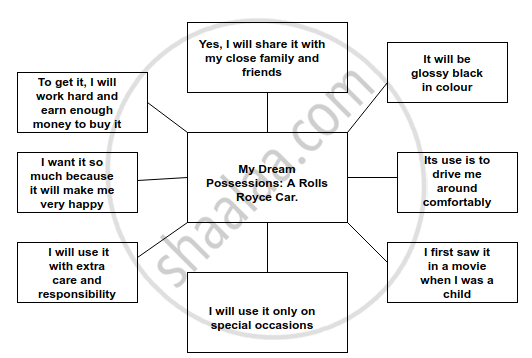 Yes, I will share it with
my close family and
friends
It will be
glossy black
in colour
To get it, I will
work hard and
earn enough
money to buy it
My Dream
Possessions: A Rolls
Royce Car.
I want it so
much because
it will make me
very happy
Its use is to
drive me
around
comfortably
I will use it
with extra
care and
responsibility
I first saw it
in a movie
when I was a
child
I will use it only on
special occasions
shaalaa.com